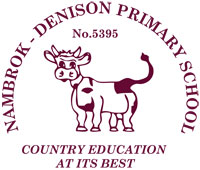 NAMBROK - DENISON PRIMARY SCHOOL
No.5395
COUNTRY EDUCATION
AT ITS BEST